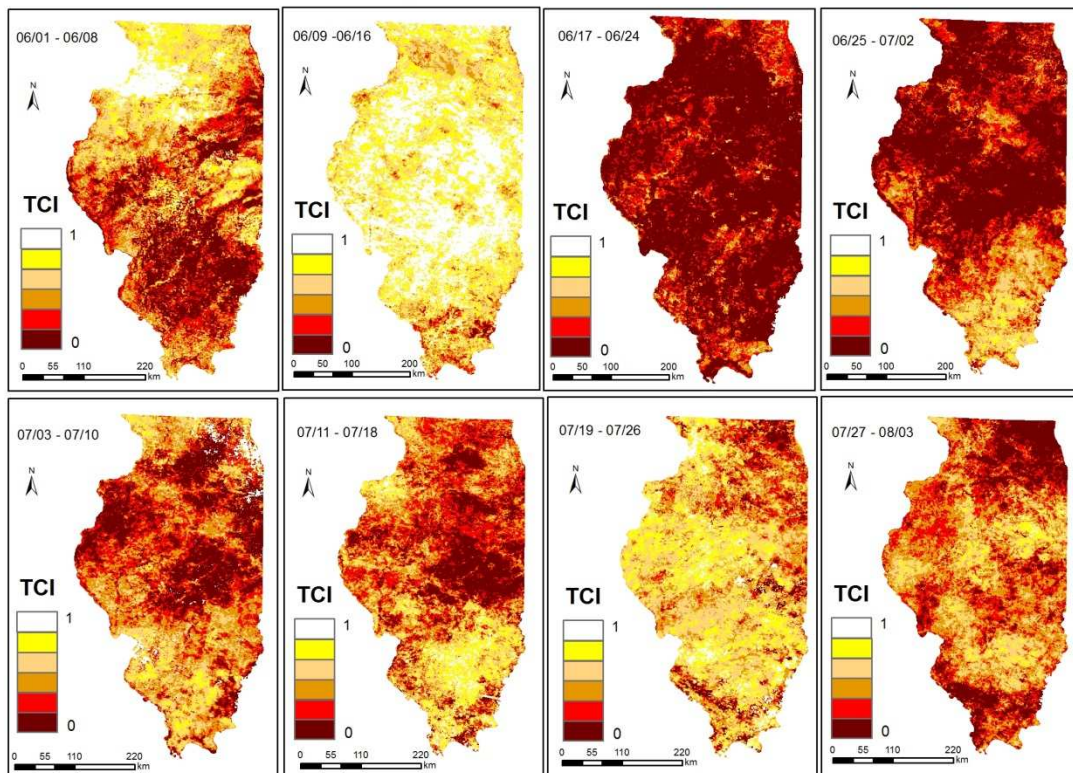 06/01 - 06/08
N
TCI
1
0
0 55 110 220
km
06/09 -06/16
N
TCI
1
0
0 50 100 200
km
06/17 - 06/24
N
TCI
1
0
0 50 100 200
km
06/25 - 07/02
N
TCI
1
0
0 55 110 220
km
07/03 - 07/10
N
TCI
1
0
0 55 110 220
km
07/11 - 07/18
N
TCI
1
0
0 55 110 220
km
07/19 - 07/26
N
TCI
1
0
0 55 110 220
km
07/27 - 08/03
N
TCI
1
0
0 55 110 220
km